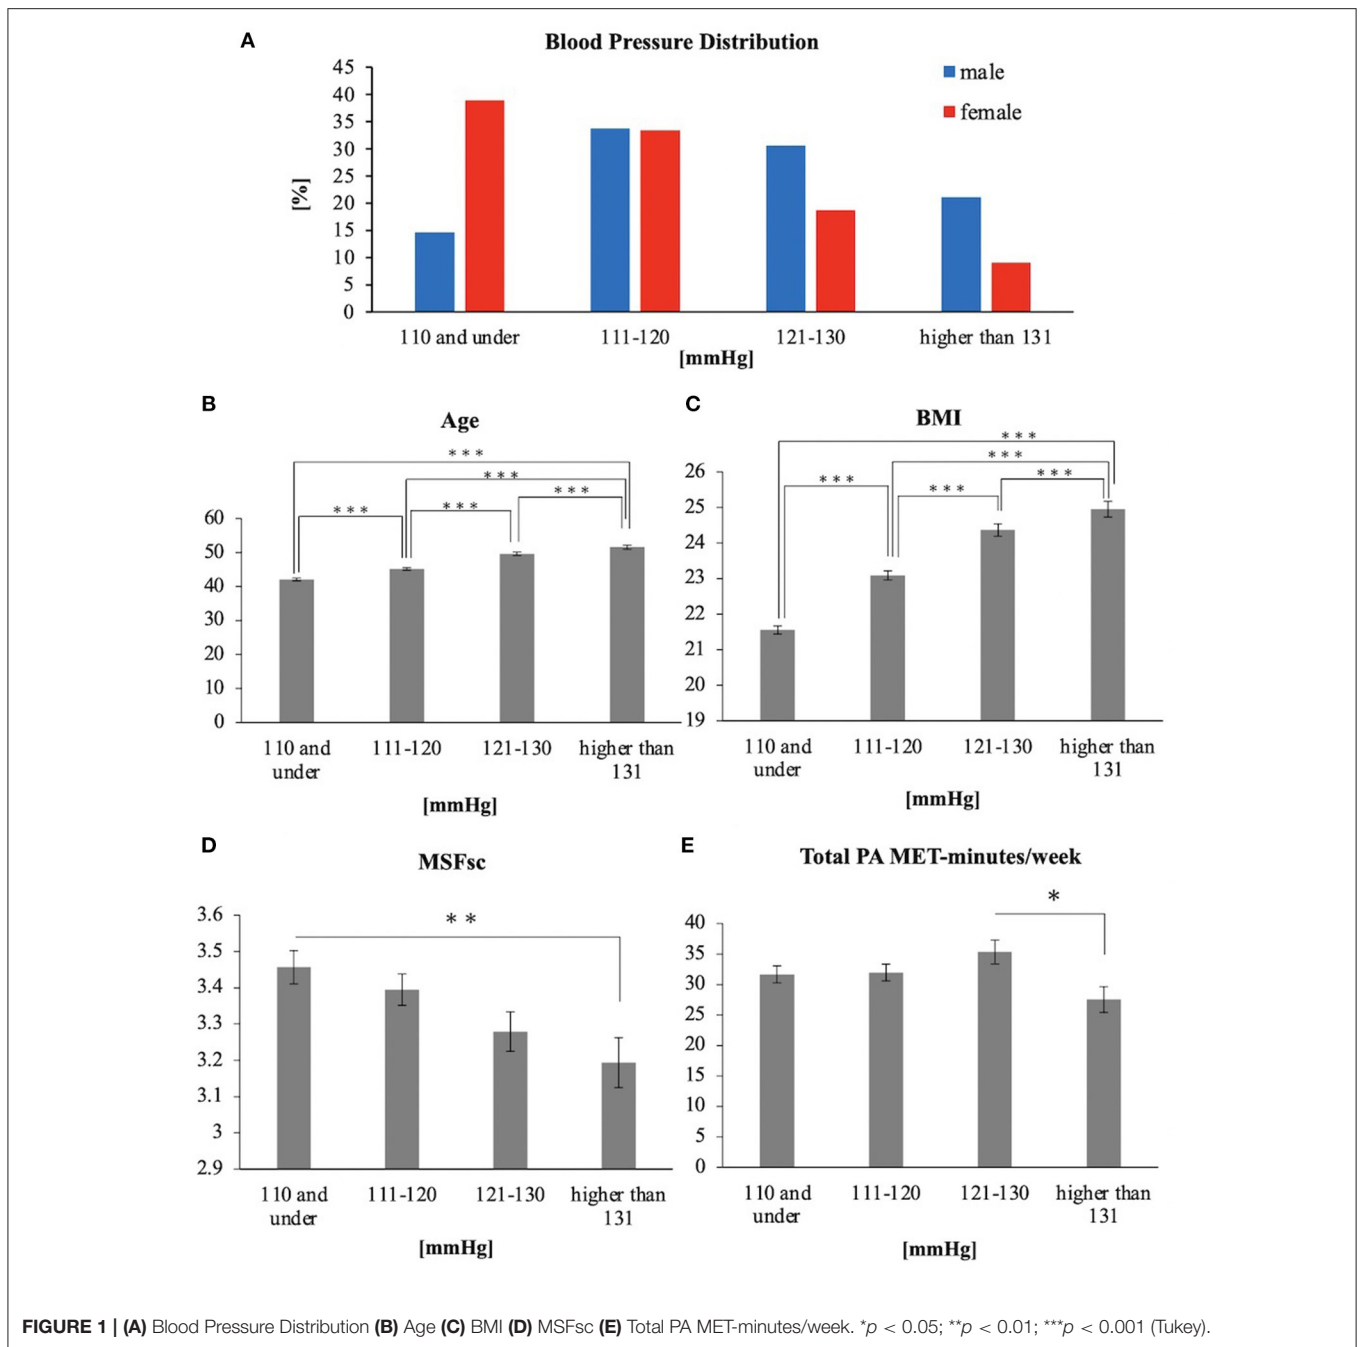 A
Blood Pressure Distribution
male
female
45
40
35
30
25
20
15
10
5
0
[%]
110 and under 111-120 121-130 higher than 131
[mmHg]
B
Age
***
***
***
***
***
60
50
40
30
20
10
0
110 and under 111-120 121-130 higher than 131
[mmHg]
C
BMI
***
***
***
***
***
26
25
24
23
22
21
20
19
110 and under 111-120 121-130 higher than 131
[mmHg]
D
MSFsc
**
3.6
3.5
3.4
3.3
3.2
3.1
3
2.9
110 and under 111-120 121-130 higher than 131
[mmHg]
E
Total PA MET-minutes/week
*
40
35
30
25
20
15
10
5
0
110 and under 111-120 121-130 higher than 131
[mmHg]
FIGURE 1 | (A) Blood Pressure Distribution (B) Age (C) BMI (D) MSFsc (E) Total PA MET-minutes/week. *p < 0.05; **p < 0.01; ***p < 0.001 (Tukey).